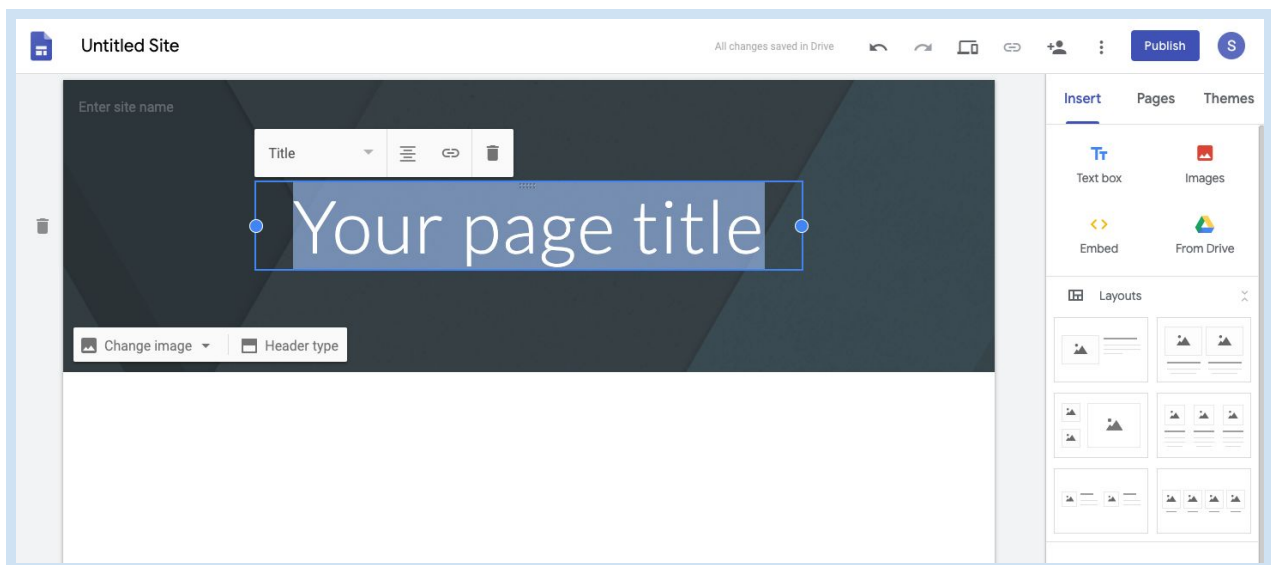 Untitled Site
All changes saved in Drive
Publish
S
Enter site name
Title
Your page title
Change image
Header type
Insert Pages Themes
Text box Images
Embed From Drive
Layouts